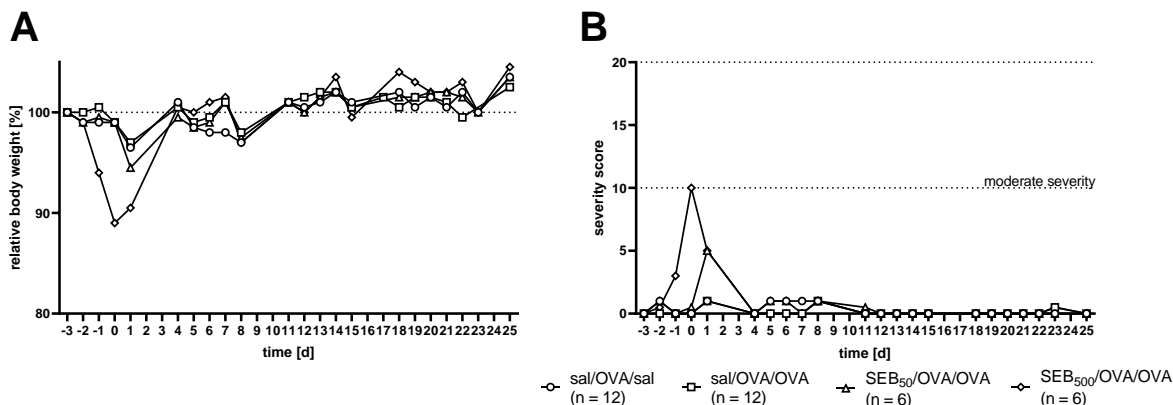 A
B
relative body weight [%]
100
90
80
-3 -2 -1 0 1 2 3 4 5 6 7 8 9 10 11 12 13 14 15 16 17 18 19 20 21 22 23 24 25
time [d]
severity score
20
15
10
5
0
moderate severity
-3 -2 -1 0 1 2 3 4 5 6 7 8 9 10 11 12 13 14 15 16 17 18 19 20 21 22 23 24 25
time [d]
sal/OVA/sal
(n = 12)
sal/OVA/OVA
(n = 12)
SEB50/OVA/OVA
(n = 6)
SEB500/OVA/OVA
(n = 6)